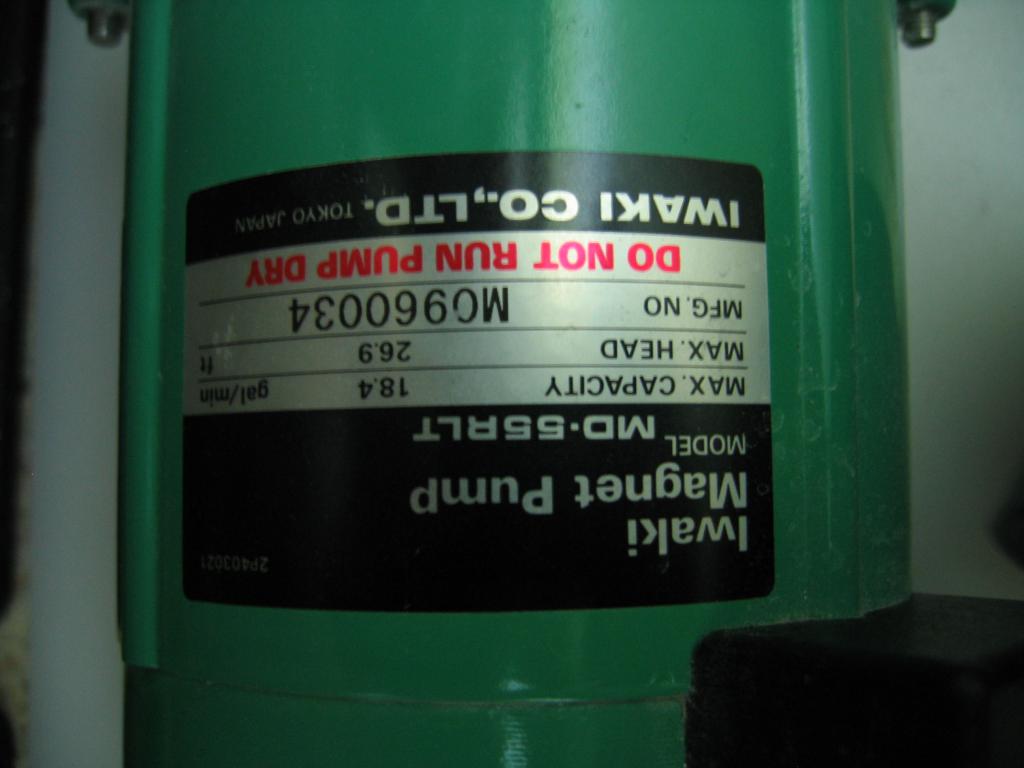 2P403021
Iwaki
Magnet Pump
MODEL MD-55RLT
MAX. CAPACITY 18.4 gal/min
MAX. HEAD 26.9 ft
MFG. NO MO960034
DO NOT RUN PUMP DRY
IWAKI CO.,LTD. TOKYO JAPAN